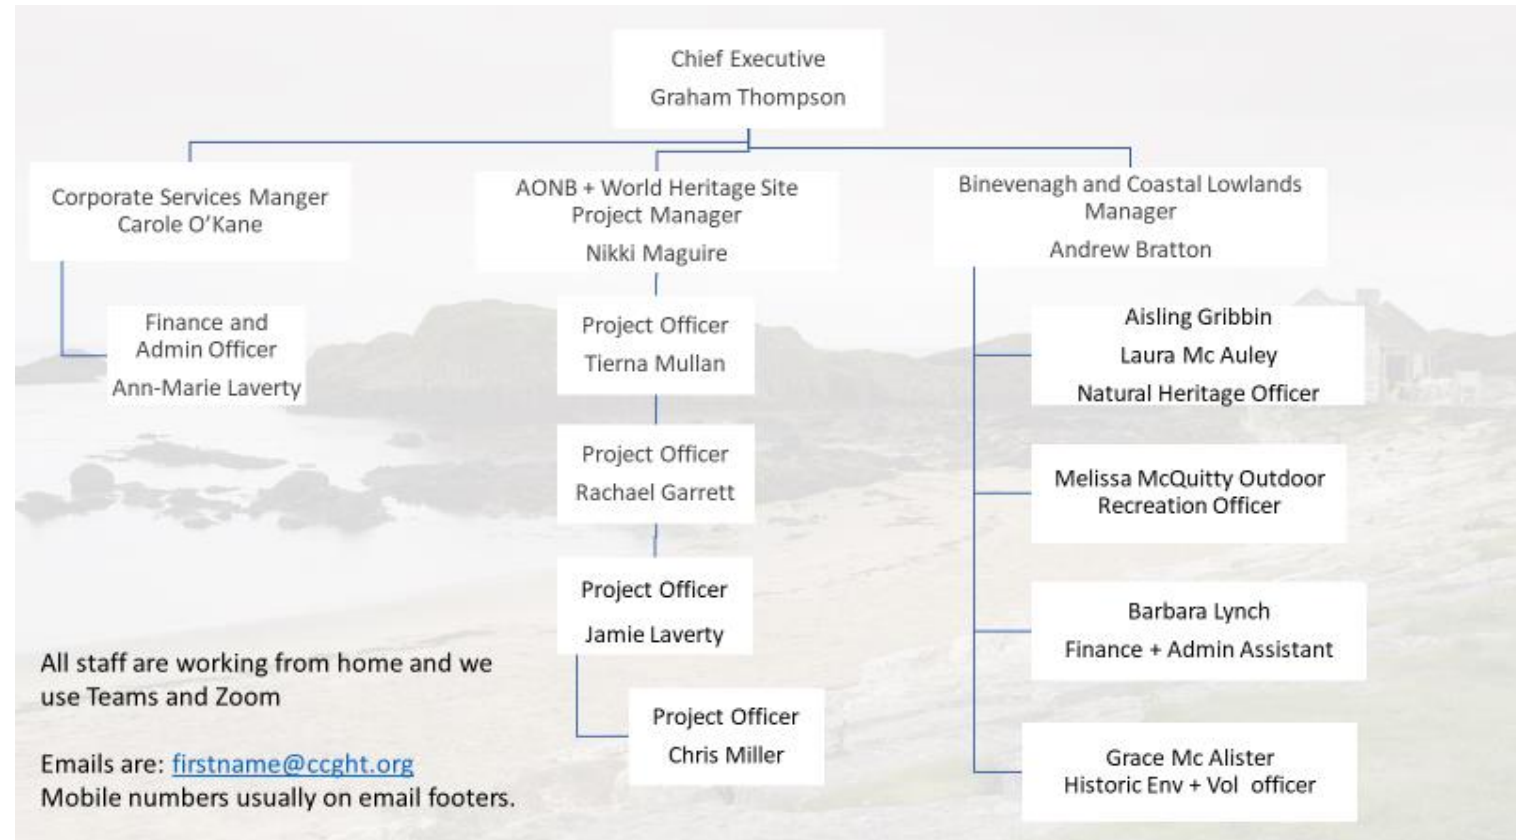 Chief Executive
Graham Thompson
Corporate Services Manger
Carole O'Kane
Finance and
Admin Officer
Ann-Marie Laverty
AONB + World Heritage Site
Project Manager
Nikki Maguire
Project Officer
Tierna Mullan
Project Officer
Rachael Garrett
Project Officer
Jamie Laverty
Project Officer
Chris Miller
Binevenagh and Coastal Lowlands
Manager
Andrew Bratton
Aisling Gribbin
Laura Mc Auley
Natural Heritage Officer
Melissa McQuitty Outdoor
Recreation Officer
Barbara Lynch
Finance + Admin Assistant
Grace Mc Alister
Historic Env + Vol  officer
All staff are working from home and we
use Teams and Zoom
Emails are: firstname@ccght.org
Mobile numbers usually on email footers.